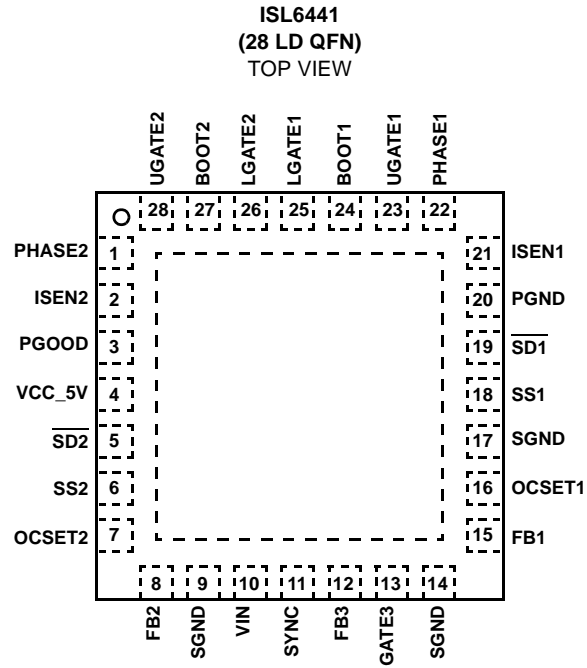 ISL6441
(28 LD QFN)
TOP VIEW
UGATE2
BOOT2
LGATE2
LGATE1
BOOT1
UGATE1
PHASE1
28
27
26
25
24
23
22
PHASE2 1
ISEN2 2
PGOOD 3
VCC_5V 4
SD2 5
SS2 6
OCSET2 7
21 ISEN1
20 PGND
19 SD1
18 SS1
17 SGND
16 OCSET1
15 FB1
8
9
10
11
12
13
14
FB2
SGND
VIN
SYNC
FB3
GATE3
SGND